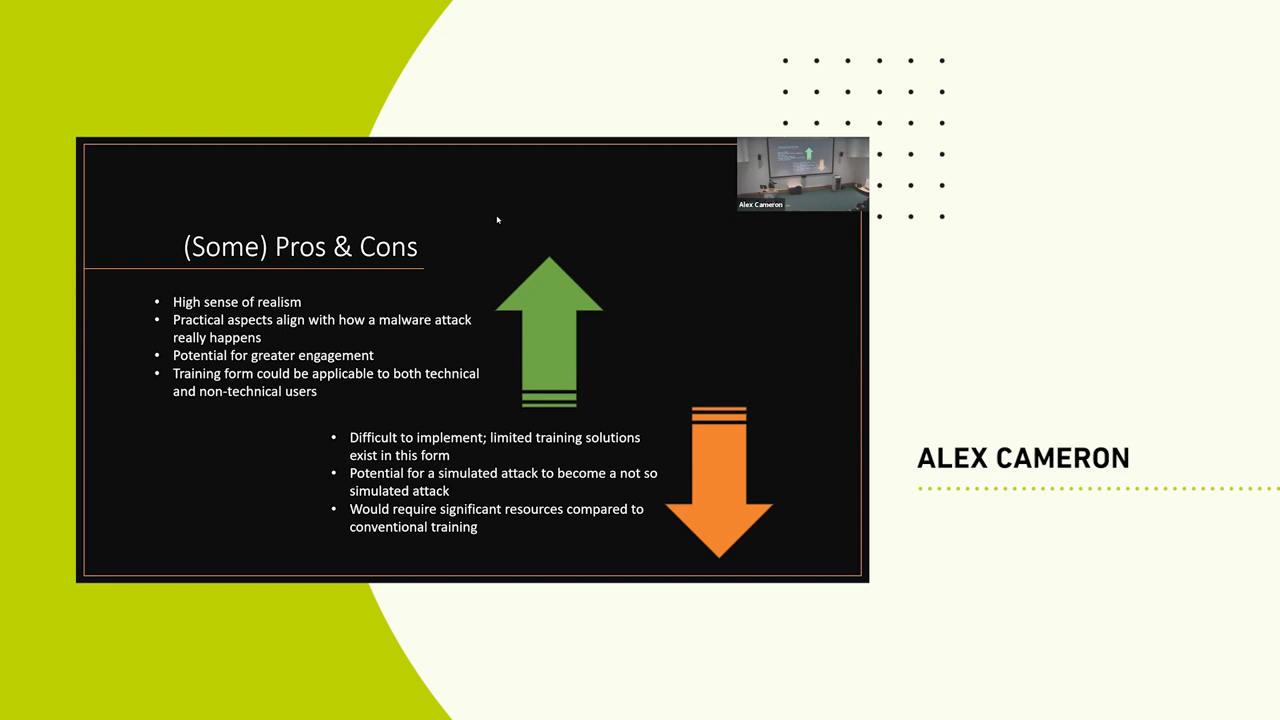 Alex Cameron
(Some) Pros & Cons
• High sense of realism
• Practical aspects align with how a malware attack
really happens
• Potential for greater engagement
• Training form could be applicable to both technical
and non-technical users
• Difficult to implement; limited training solutions
exist in this form
• Potential for a simulated attack to become a not so
simulated attack
• Would require significant resources compared to
conventional training
ALEX CAMERON